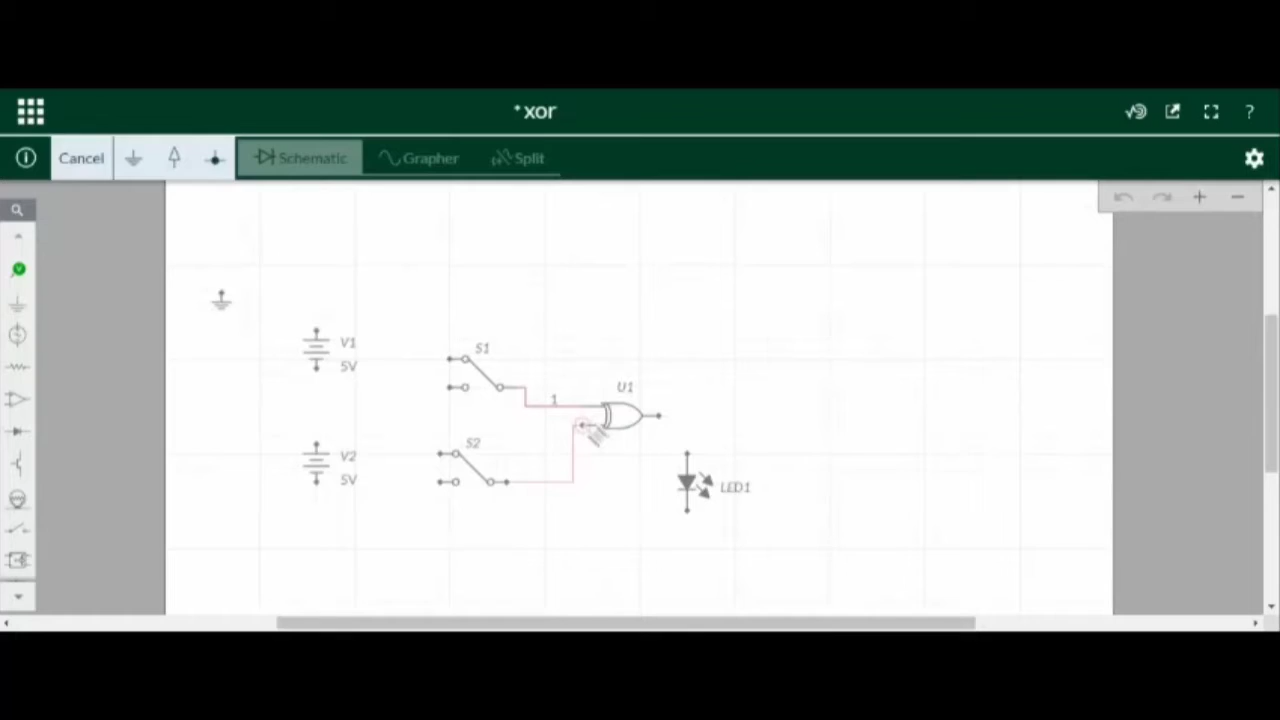 *xor
?
Cancel
Schematic
Grapher
Split
V1
5V
S1
1
U1
S2
V2
5V
LED1